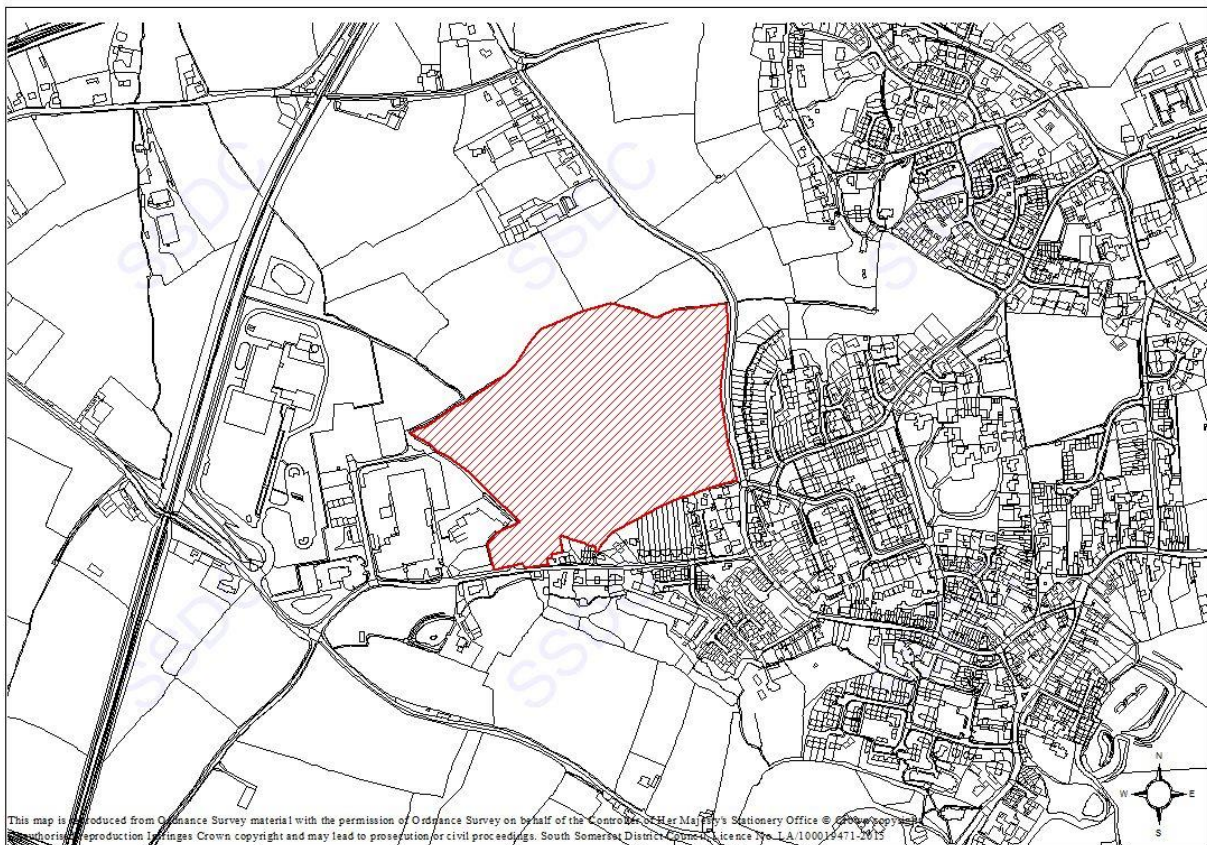 SSDC SSDC SSDC
SSDC SSDC SSDC
N
W E
S
This map is reproduced from Ordnance Survey material with the permission of Ordnance Survey on behalf of the Controller of Her Majesty's Stationery Office © Crown copyright
Unauthorised reproduction infringes Crown copyright and may lead to prosecution or civil proceedings. South Somerset District Council, Licence No. LA/100019471-2015